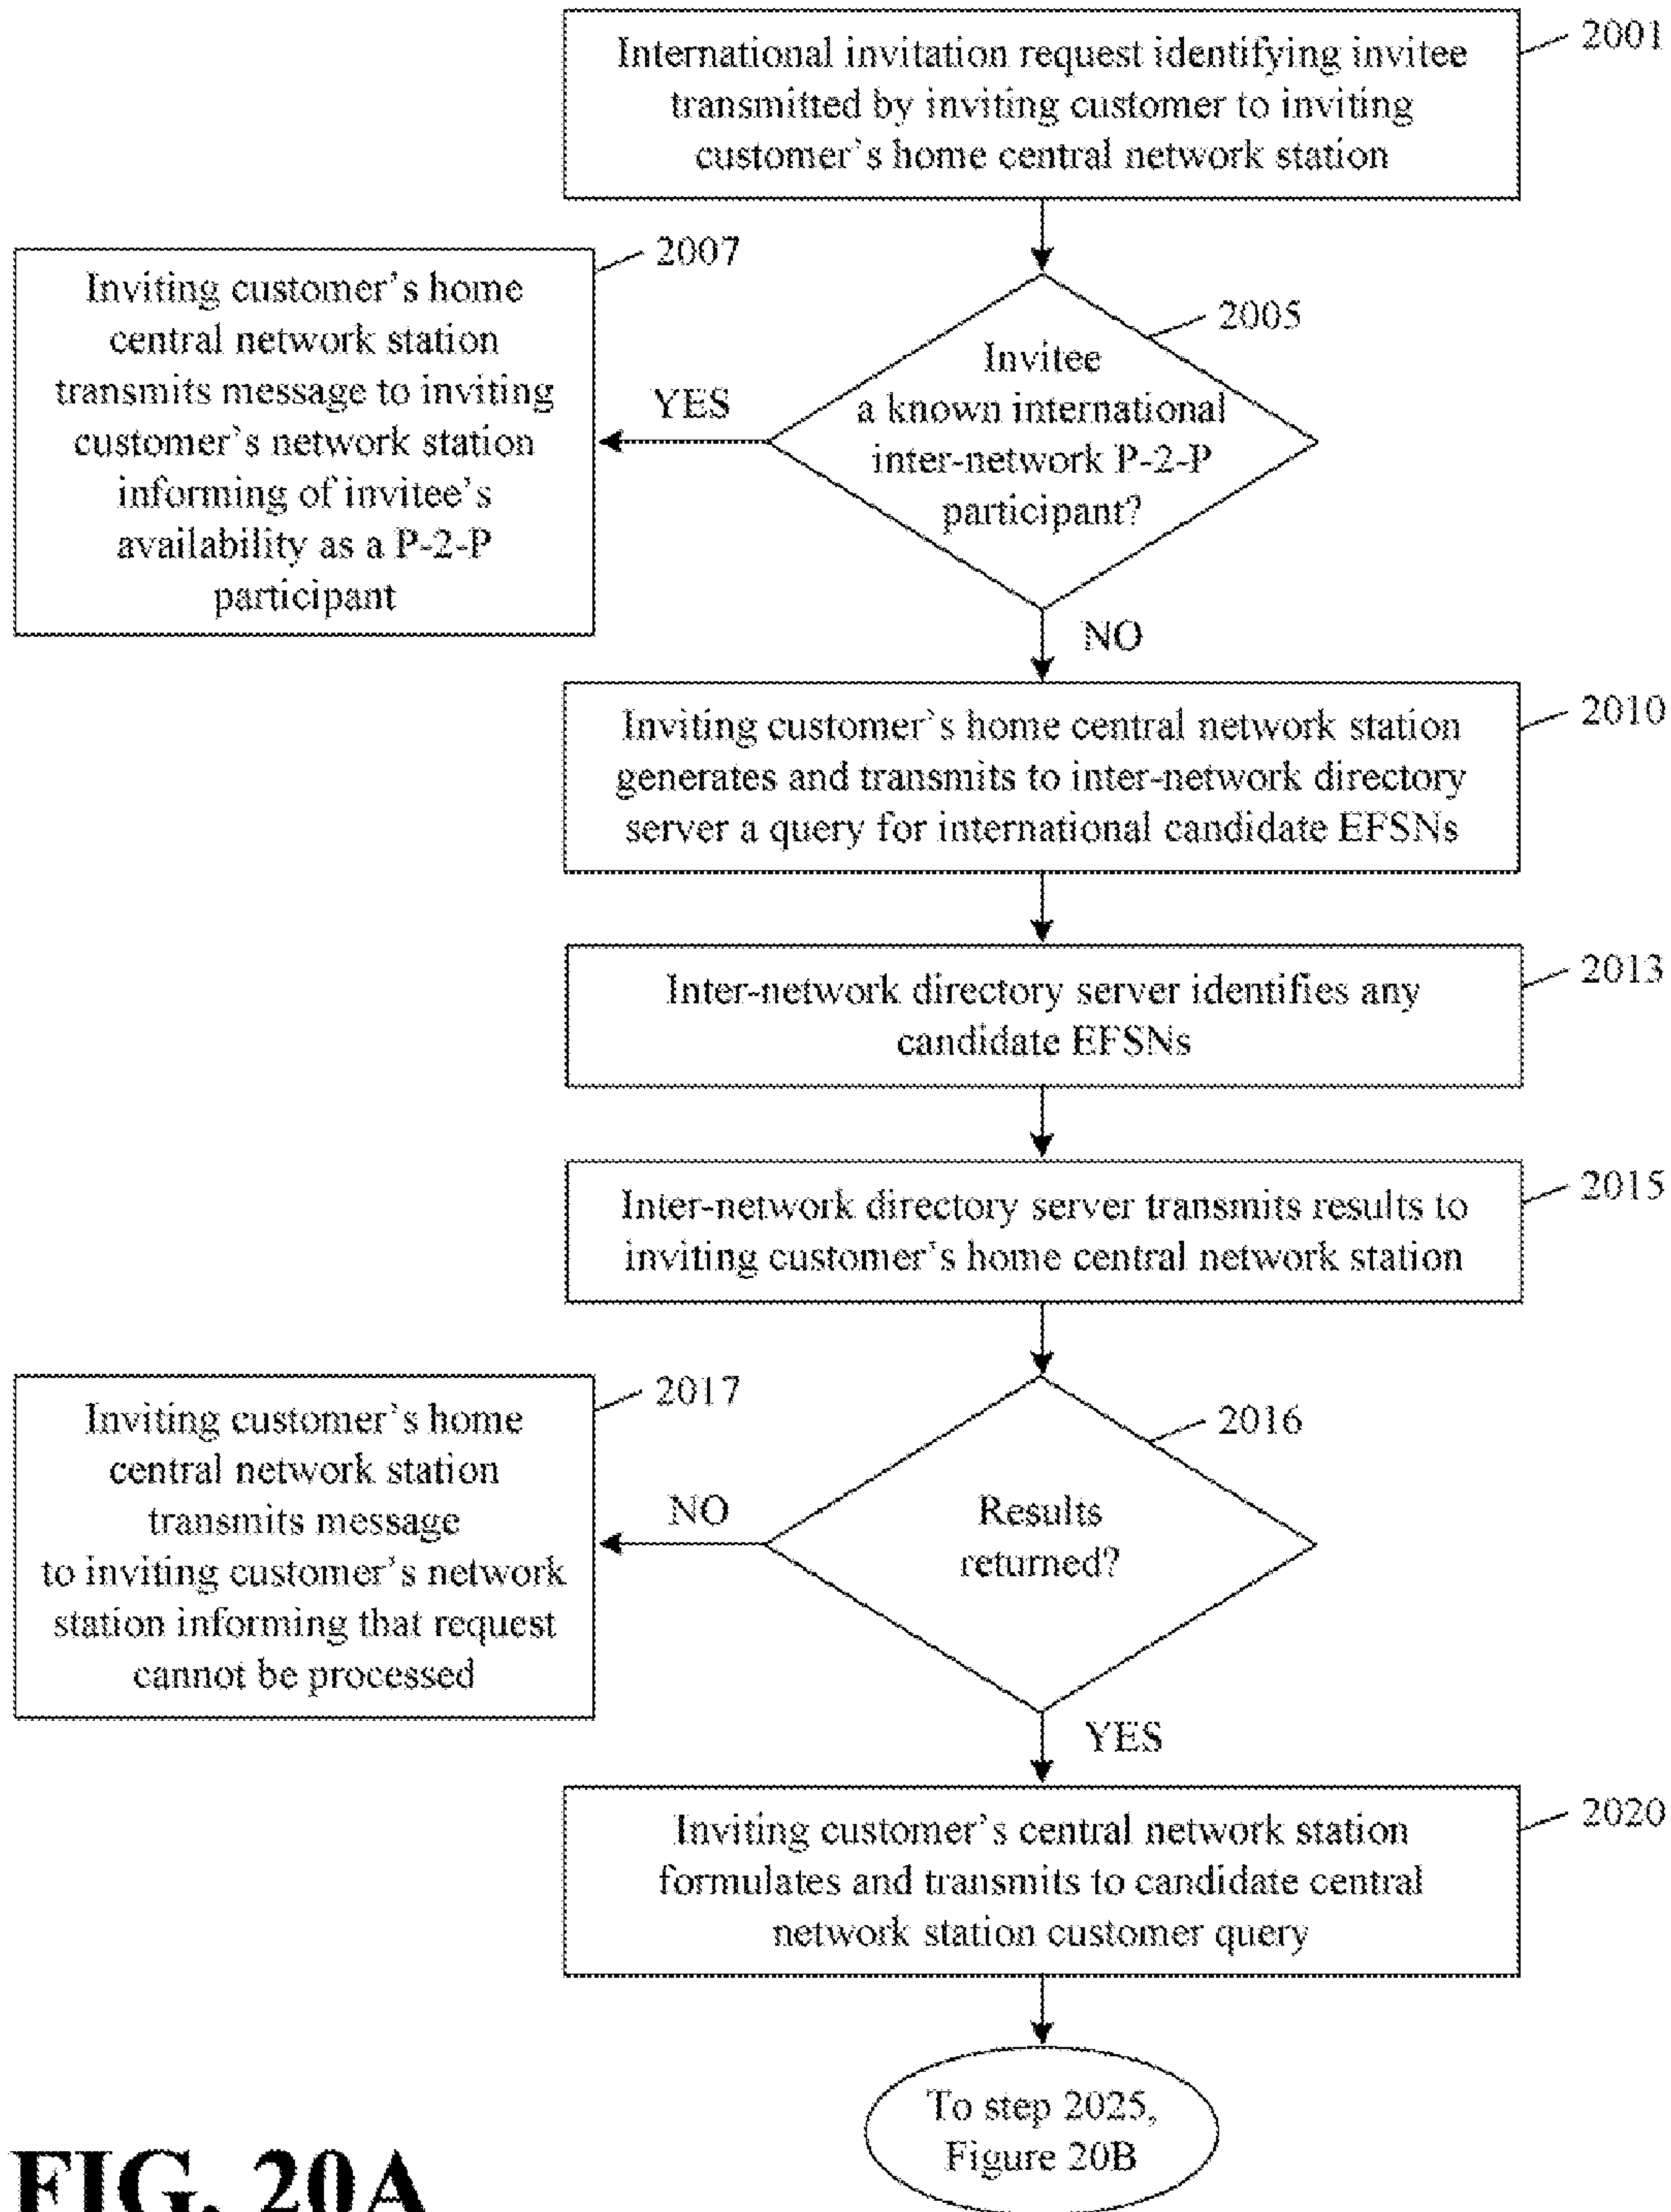 International invitation request identifying invitee
transmitted by inviting customer to inviting
customer's home central network station
2001
2007
Inviting customer's home
central network station
transmits message to inviting
customer's network station
informing of invitee's
availability as a P-2-P
participant
YES
2005
Invitee
a known international
inter-network P-2-P
participant?
NO
Inviting customer's home central network station
generates and transmits to inter-network directory
server a query for international candidate EFSNs
2010
Inter-network directory server identifies any
candidate EFSNs
2013
Inter-network directory server transmits results to
inviting customer's home central network station
2015
2017
Inviting customer's home
central network station
transmits message
to inviting customer's network
station informing that request
cannot be processed
NO
2016
Results
returned?
YES
Inviting customer's central network station
formulates and transmits to candidate central
network station customer query
2020
To step 2025,
Figure 20B
FIG. 20A